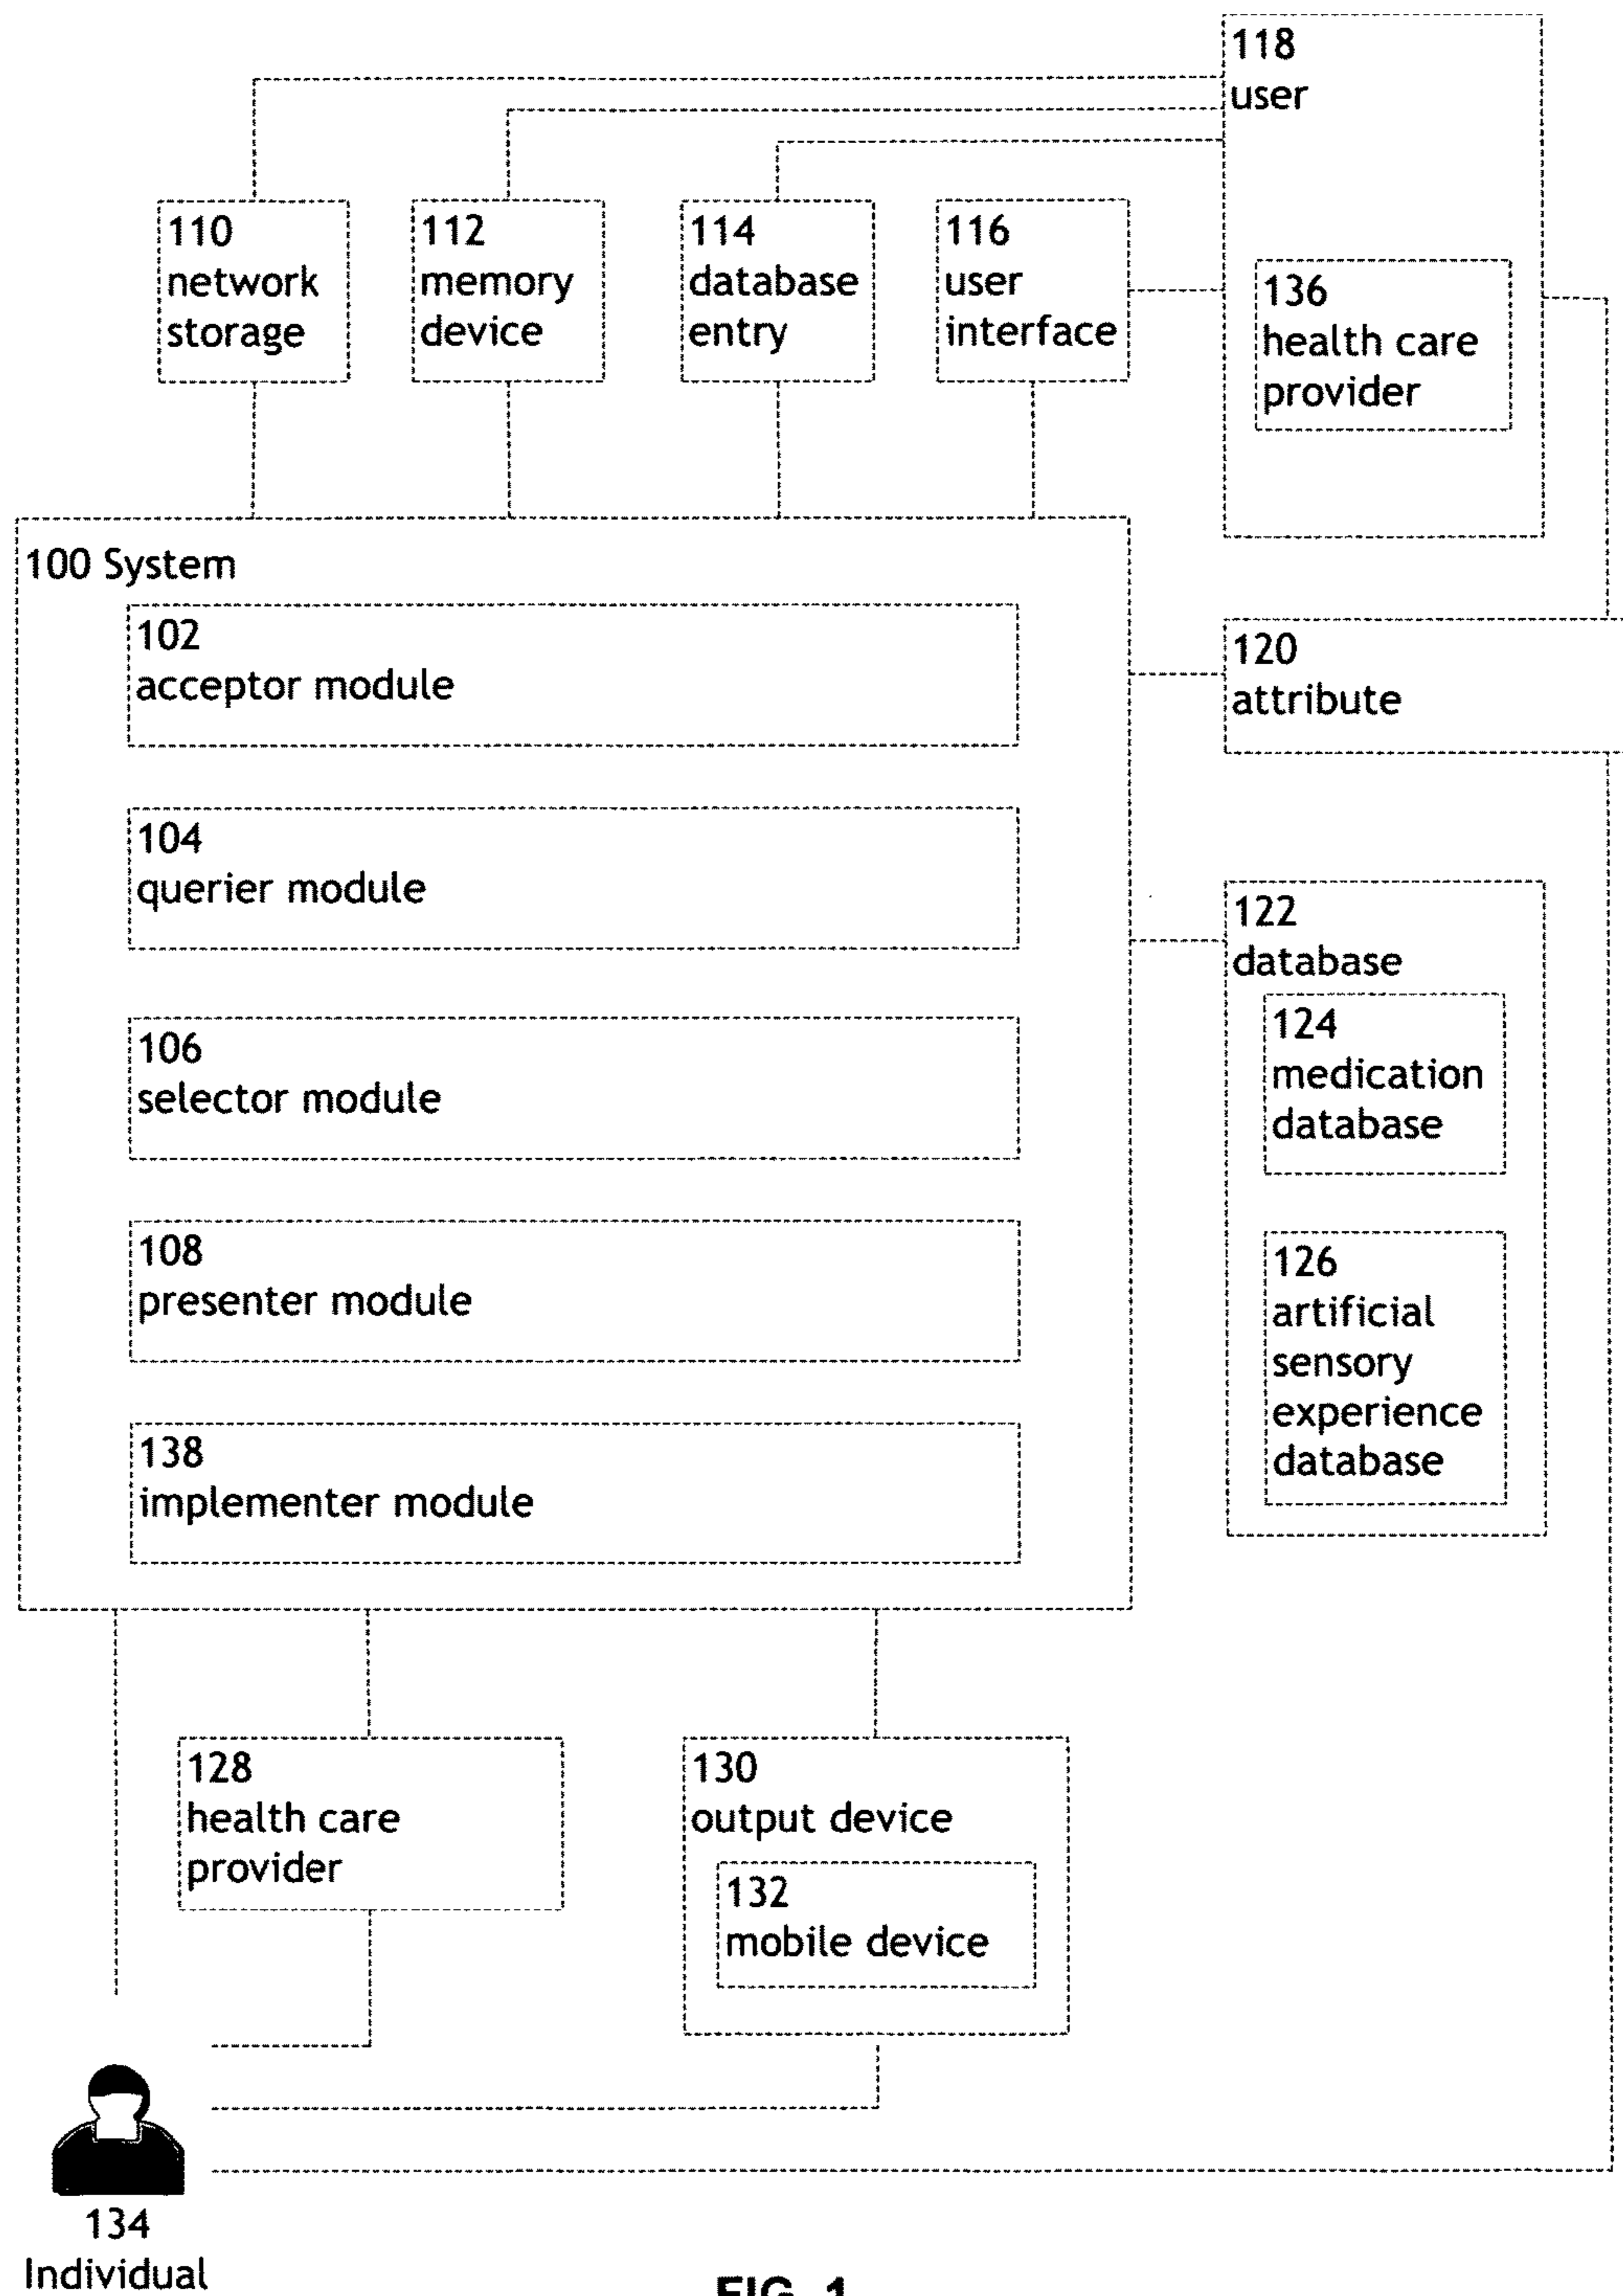 118
user
110
network
storage
112
memory
device
114
database
entry
116
user
interface
136
health care
provider
100 System
102
acceptor module
120
attribute
104
querier module
122
database
124
medication
database
106
selector module
108
presenter module
126
artificial
sensory
experience
database
138
implementer module
128
health care
provider
130
output device
132
mobile device
134
Individual
FIG. 1